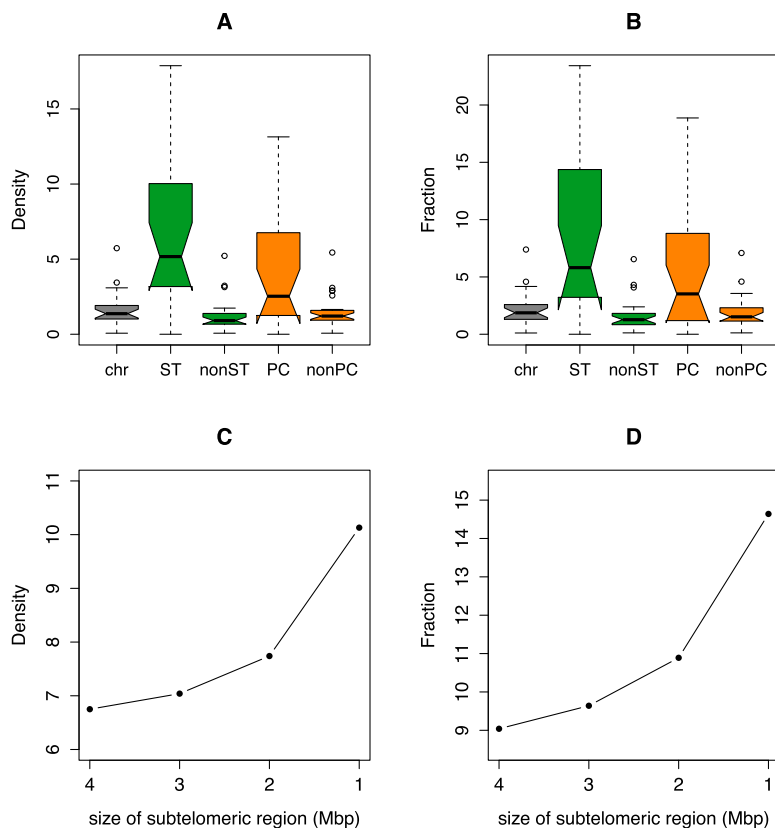 A
B
Density
0
5
10
15
chr ST nonST PC nonPC
Fraction
0
5
10
15
20
chr ST nonST PC nonPC
C
D
Density
6
7
8
9
10
11
4 3 2 1
size of subtelomeric region (Mbp)
Fraction
9
10
11
12
13
14
15
4 3 2 1
size of subtelomeric region (Mbp)